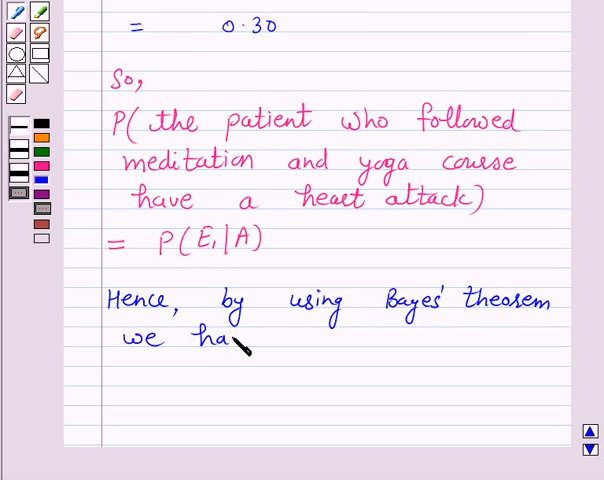 = 0.30
So,
P( the patient who followed
meditation and yoga course
have a heart attack)
= P(E₁|A)
Hence, by using Bayes' theorem
we ha